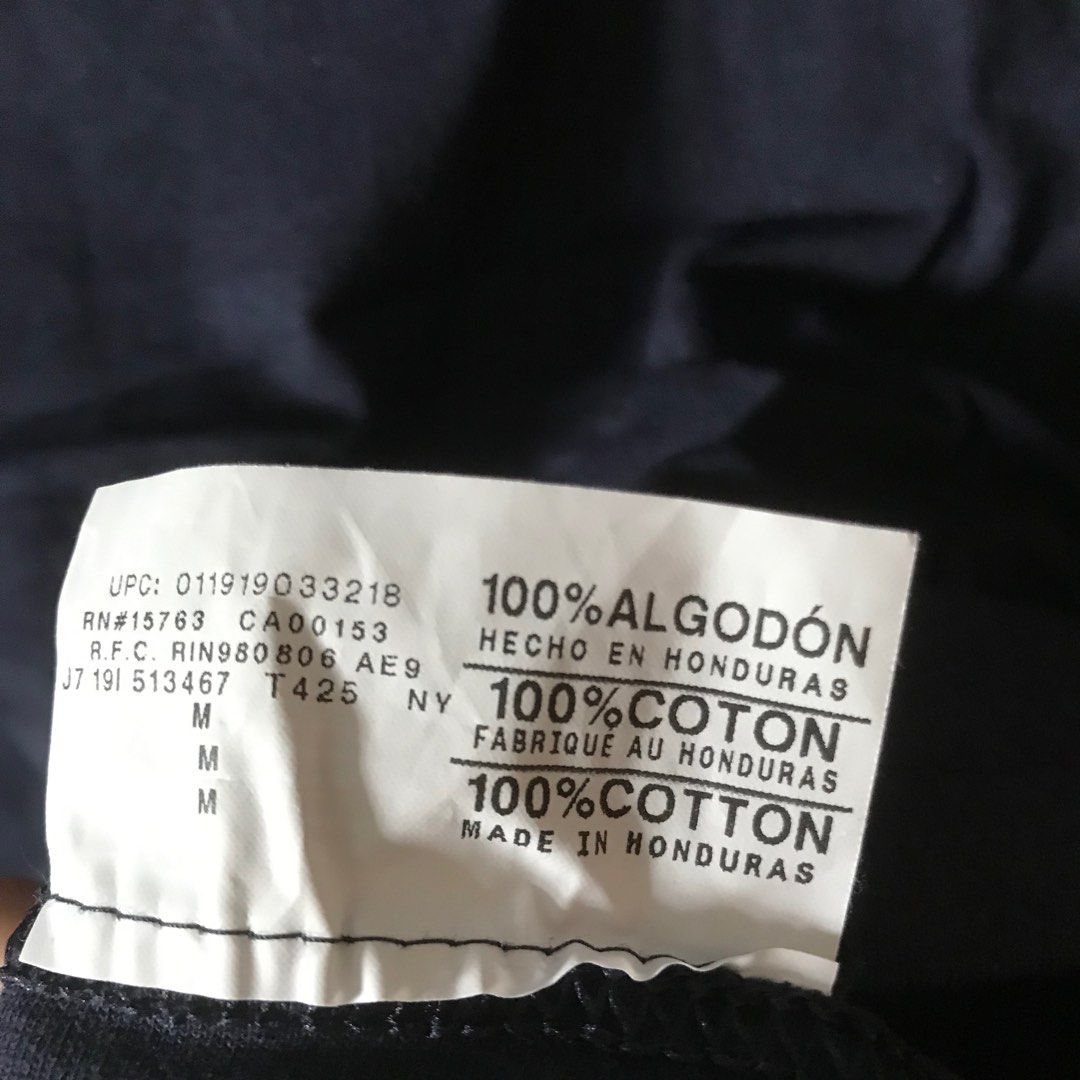 UPC: 011919033218
RN#15763 CA00153
R.F.C. RIN980806 AE9
J7 19I 513467 T425 NY
M
M
M
100%ALGODÓN
HECHO EN HONDURAS
100%COTON
FABRIQUÉ AU HONDURAS
100%COTTON
MADE IN HONDURAS